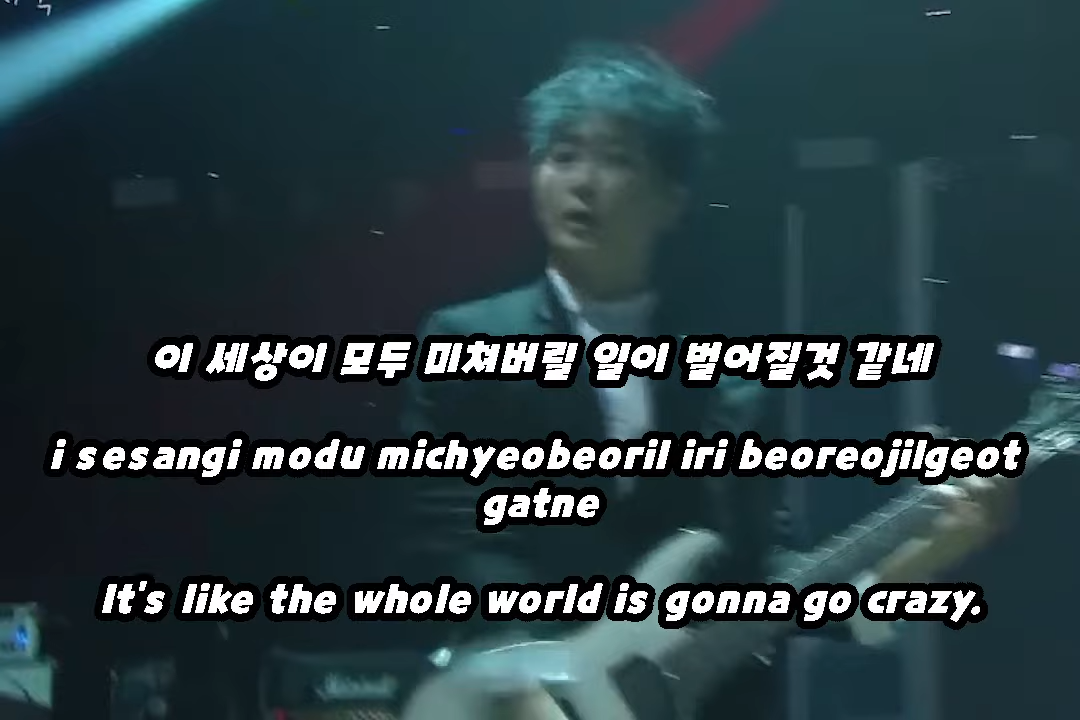 이 세상이 모두 미쳐버릴 일이 벌어질것 같네
i sesangi modu michyeobeoril iri beoreojilgeot
gatne
It's like the whole world is gonna go crazy.
Marshall